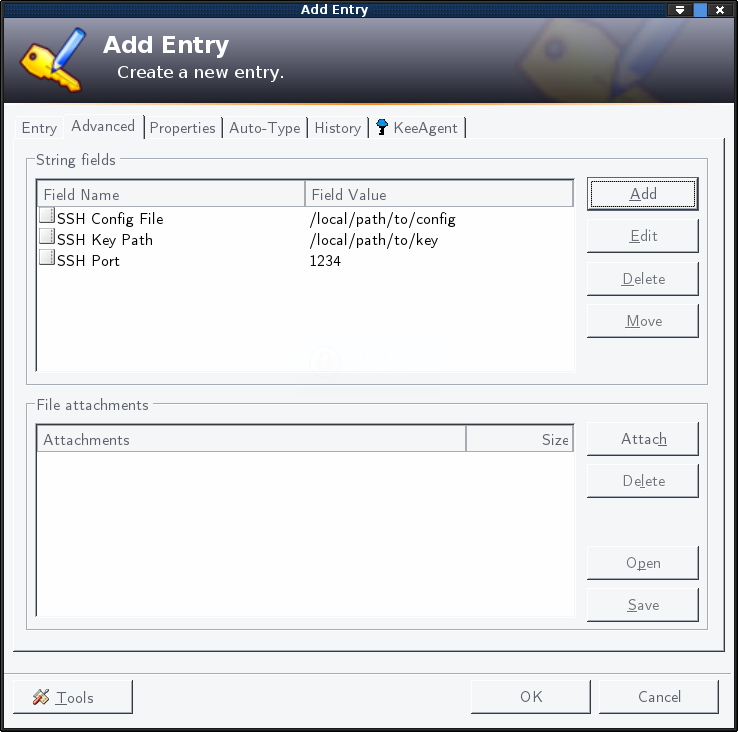 Add Entry
Add Entry
Create a new entry.
Entry Advanced Properties Auto-Type History KeeAgent
String fields
Field Name Field Value
SSH Config File /local/path/to/config
SSH Key Path /local/path/to/key
SSH Port 1234
Add
Edit
Delete
Move
File attachments
Attachments Size
Attach
Delete
Open
Save
Tools OK Cancel